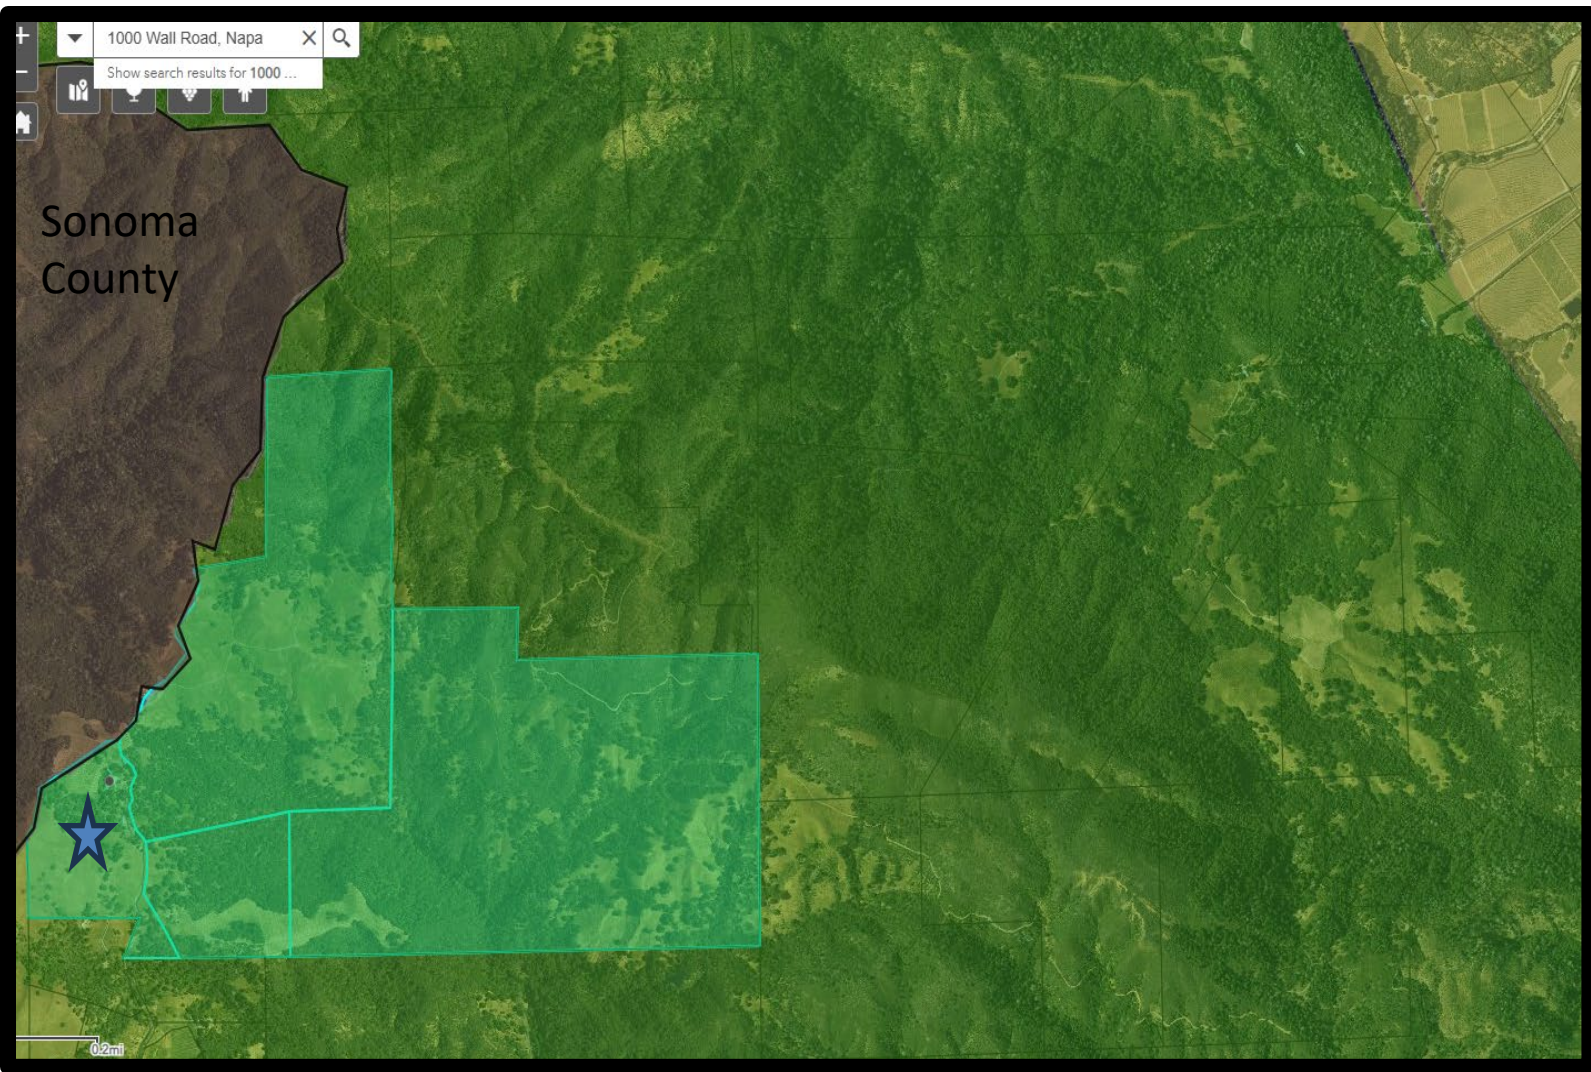 1000 Wall Road, Napa
Show search results for 1000 ...
Sonoma
County
0.2mi